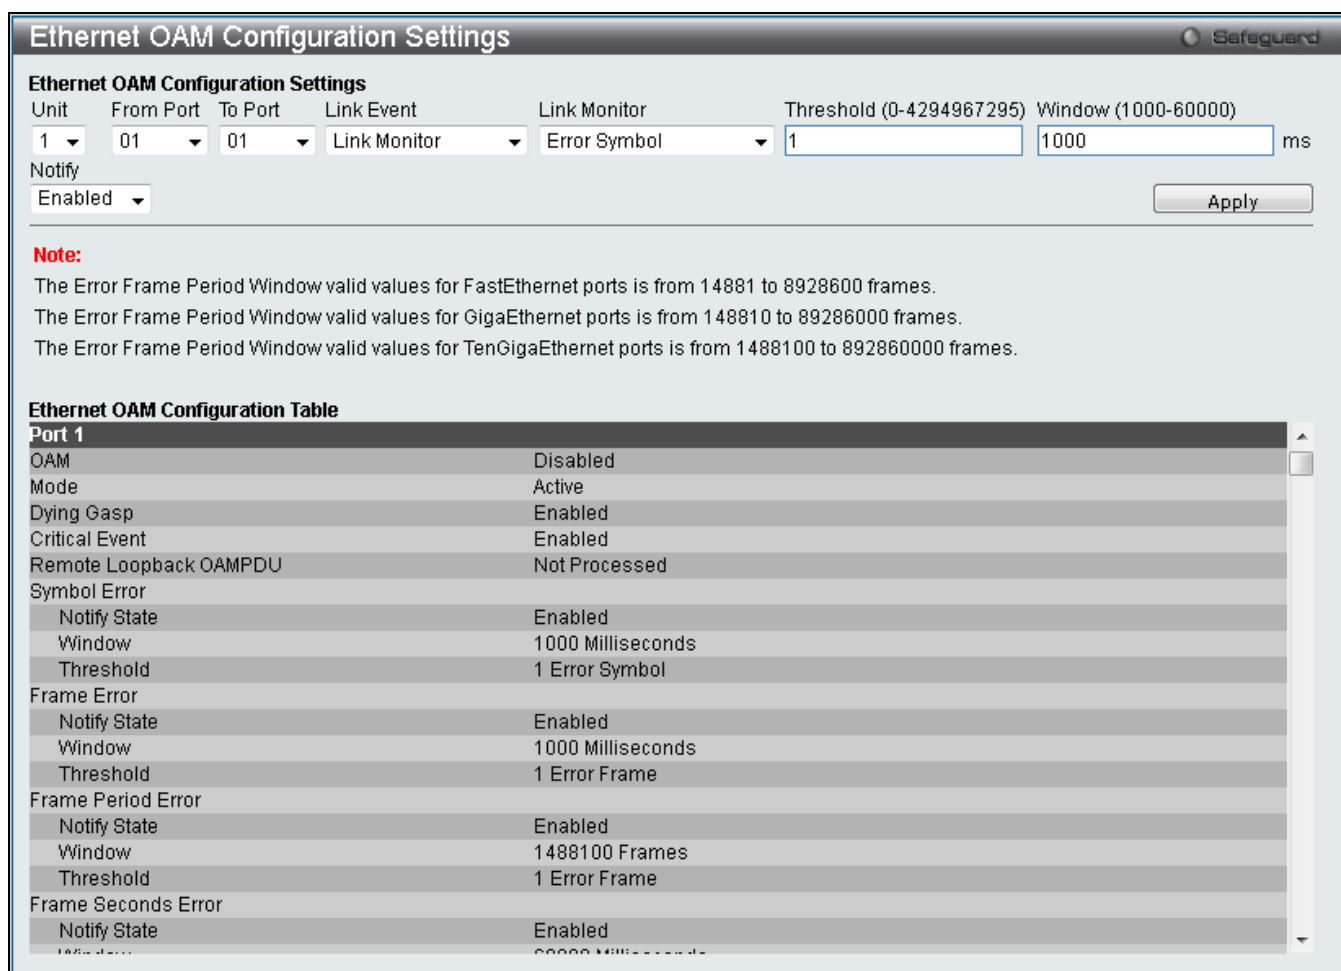 Ethernet OAM Configuration Settings Safeguard
Ethernet OAM Configuration Settings
Unit From Port To Port Link Event Link Monitor Threshold (0-4294967295) Window (1000-60000)
1 01 01 Link Monitor Error Symbol 1 1000 ms
Notify
Enabled Apply
Note:
The Error Frame Period Window valid values for FastEthernet ports is from 14881 to 8928600 frames.
The Error Frame Period Window valid values for GigaEthernet ports is from 148810 to 89286000 frames.
The Error Frame Period Window valid values for TenGigaEthernet ports is from 1488100 to 892860000 frames.
Ethernet OAM Configuration Table
Port 1
OAM Disabled
Mode Active
Dying Gasp Enabled
Critical Event Enabled
Remote Loopback OAMPDU Not Processed
Symbol Error
Notify State Enabled
Window 1000 Milliseconds
Threshold 1 Error Symbol
Frame Error
Notify State Enabled
Window 1000 Milliseconds
Threshold 1 Error Frame
Frame Period Error
Notify State Enabled
Window 1488100 Frames
Threshold 1 Error Frame
Frame Seconds Error
Notify State Enabled